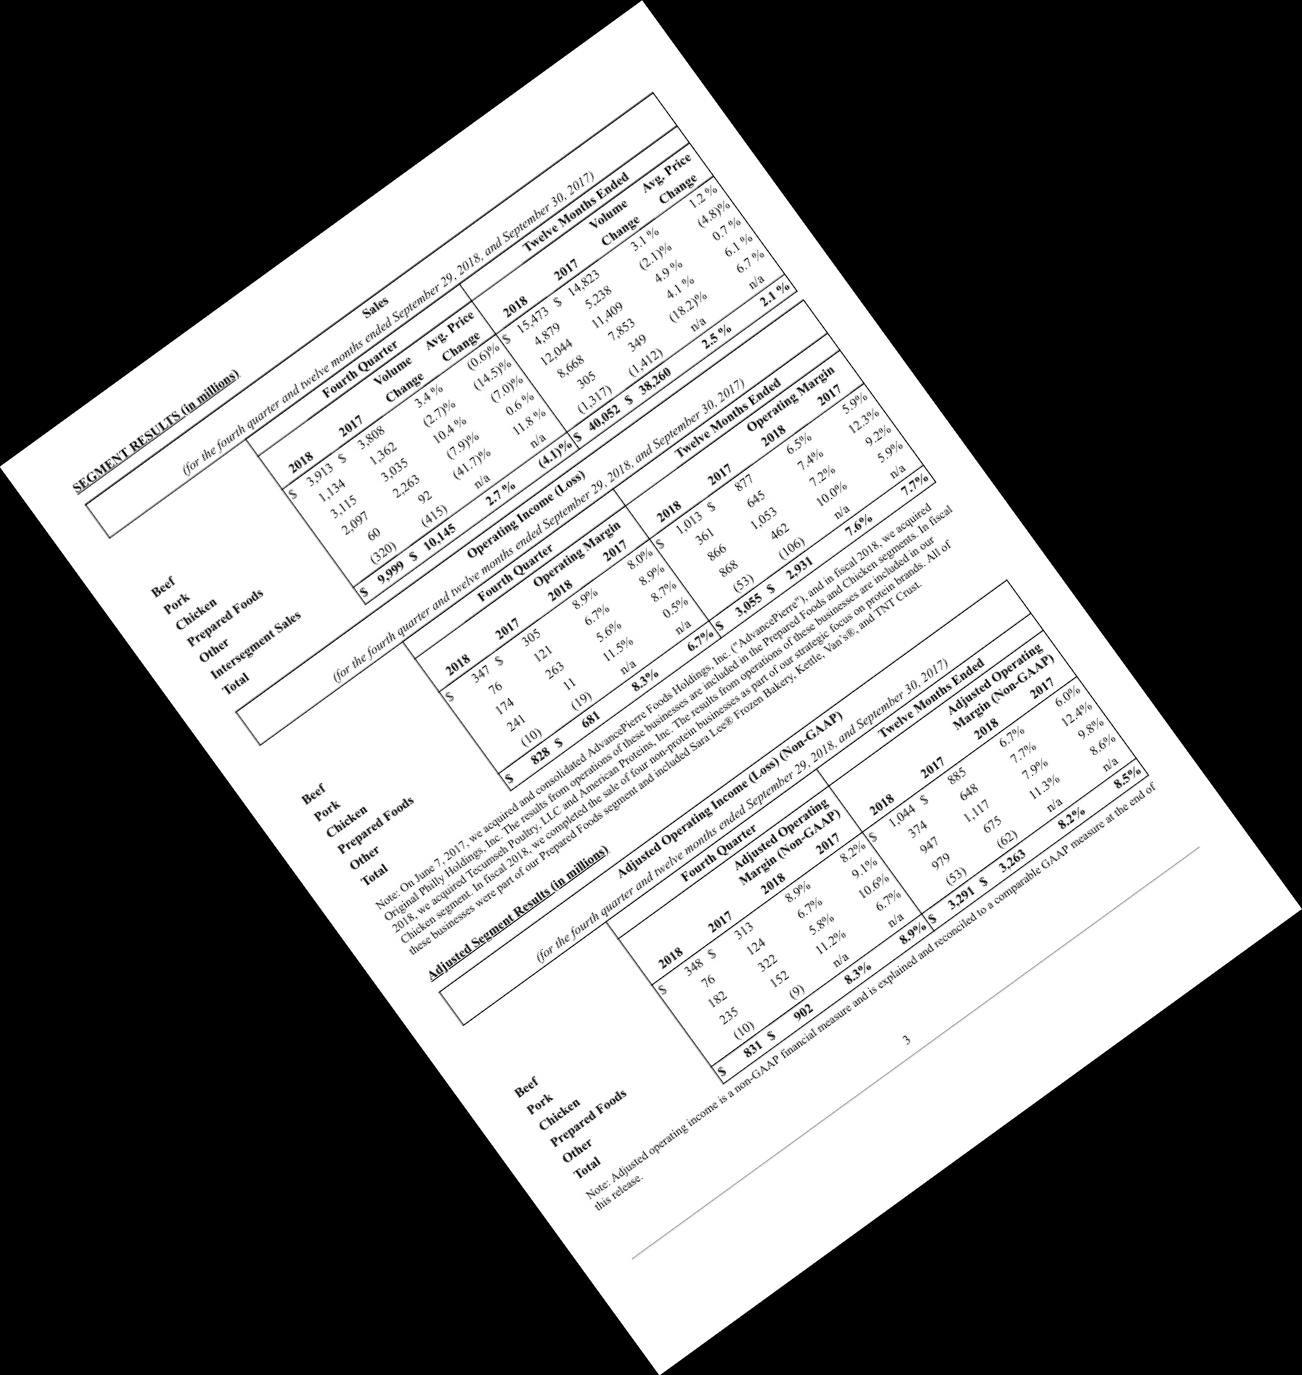 SEGMENT RESULTS (in millions)
Sales
(for the fourth quarter and twelve months ended September 29, 2018, and September 30, 2017)
Fourth Quarter Twelve Months Ended
Volume Avg. Price Volume Avg. Price
2018 2017 Change Change 2018 2017 Change Change
Beef $ 3,913 $ 3,808 3.4 % (0.6)% $ 15,473 $ 14,823 3.1 % 1.2 %
Pork 1,134 1,362 (2.7)% (14.5)% 4,879 5,238 (2.1)% (4.8)%
Chicken 3,115 3,035 10.4 % (7.0)% 12,044 11,409 4.9 % 0.7 %
Prepared Foods 2,097 2,263 (7.9)% 0.6 % 8,668 7,853 4.1 % 6.1 %
Other 60 92 (41.7)% 11.8 % 305 349 (18.2)% 6.7 %
Intersegment Sales (320) (415) n/a n/a (1,317) (1,412) n/a n/a
Total $ 9,999 $ 10,145 2.7 % (4.1)% $ 40,052 $ 38,260 2.5 % 2.1 %
Operating Income (Loss)
(for the fourth quarter and twelve months ended September 29, 2018, and September 30, 2017)
Fourth Quarter Twelve Months Ended
Operating Margin Operating Margin
2018 2017 2018 2017 2018 2017 2018 2017
Beef $ 347 $ 305 8.9% 8.0% $ 1,013 $ 877 6.5% 5.9%
Pork 76 121 6.7% 8.9% 361 645 7.4% 12.3%
Chicken 174 263 5.6% 8.7% 866 1,053 7.2% 9.2%
Prepared Foods 241 11 11.5% 0.5% 868 462 10.0% 5.9%
Other (10) (19) n/a n/a (53) (106) n/a n/a
Total $ 828 $ 681 8.3% 6.7% $ 3,055 $ 2,931 7.6% 7.7%
Note: On June 7, 2017, we acquired and consolidated AdvancePierre Foods Holdings, Inc. ("AdvancePierre"), and in fiscal 2018, we acquired
Original Philly Holdings, Inc. The results from operations of these businesses are included in the Prepared Foods and Chicken segments. In fiscal
2018, we acquired Tecumseh Poultry, LLC and American Proteins, Inc. The results from operations of these businesses are included in our
Chicken segment. In fiscal 2018, we completed the sale of four non-protein businesses as part of our strategic focus on protein brands. All of
these businesses were part of our Prepared Foods segment and included Sara Lee® Frozen Bakery, Kettle, Van's®, and TNT Crust.
Adjusted Segment Results (in millions)
Adjusted Operating Income (Loss) (Non-GAAP)
(for the fourth quarter and twelve months ended September 29, 2018, and September 30, 2017)
Fourth Quarter Twelve Months Ended
Adjusted Operating Adjusted Operating
Margin (Non-GAAP) Margin (Non-GAAP)
2018 2017 2018 2017 2018 2017 2018 2017
Beef $ 348 $ 313 8.9% 8.2% $ 1,044 $ 885 6.7% 6.0%
Pork 76 124 6.7% 9.1% 374 648 7.7% 12.4%
Chicken 182 322 5.8% 10.6% 947 1,117 7.9% 9.8%
Prepared Foods 235 152 11.2% 6.7% 979 675 11.3% 8.6%
Other (10) (9) n/a n/a (53) (62) n/a n/a
Total $ 831 $ 902 8.3% 8.9% $ 3,291 $ 3,263 8.2% 8.5%
Note: Adjusted operating income is a non-GAAP financial measure and is explained and reconciled to a comparable GAAP measure at the end of
this release.
3